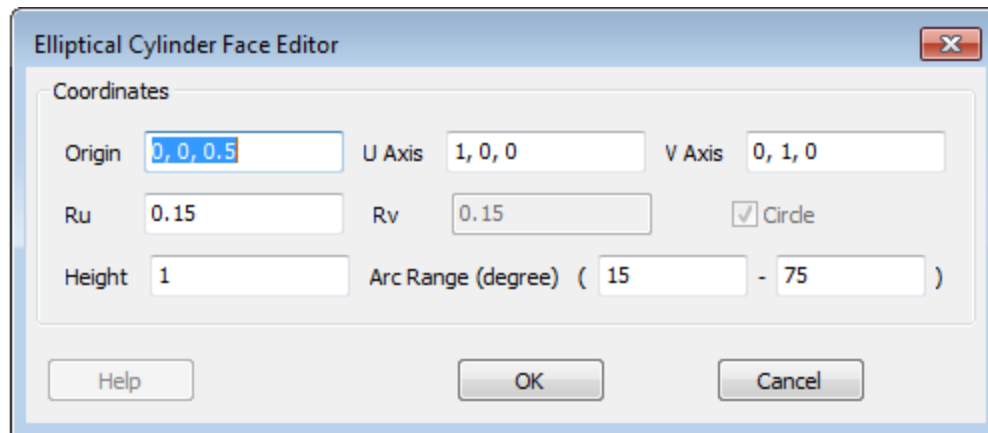 Elliptical Cylinder Face Editor
Coordinates
Origin 0, 0, 0.5 U Axis 1, 0, 0 V Axis 0, 1, 0
Ru 0.15 Rv 0.15 Circle
Height 1 Arc Range (degree) ( 15 - 75 )
Help OK Cancel